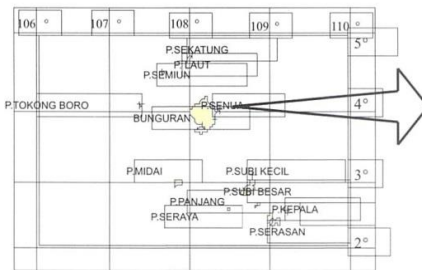 106° 107° 108° 109° 110°
5°
P.SEKATUNG
P. LAUT
P.SEMIUN
P.TOKONG BORO
P.SENUA
4°
BUNGURAN
P.MIDAI
P.SUBI KECIL
3°
P.SUBI BESAR
P.PANJANG
P.KEPALA
P.SERAYA
P.SERASAN
2°